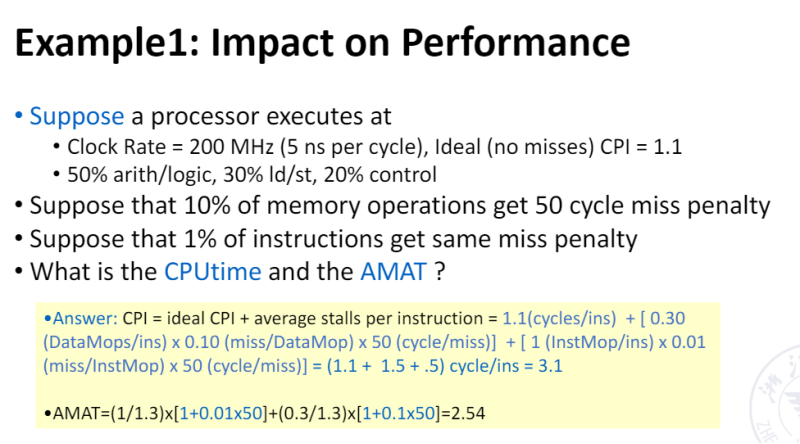 Example1: Impact on Performance
• Suppose a processor executes at
• Clock Rate = 200 MHz (5 ns per cycle), Ideal (no misses) CPI = 1.1
• 50% arith/logic, 30% ld/st, 20% control
• Suppose that 10% of memory operations get 50 cycle miss penalty
• Suppose that 1% of instructions get same miss penalty
• What is the CPUtime and the AMAT ?
•Answer: CPI = ideal CPI + average stalls per instruction = 1.1(cycles/ins) + [ 0.30
(DataMops/ins) x 0.10 (miss/DataMop) x 50 (cycle/miss)] + [ 1 (InstMop/ins) x 0.01
(miss/InstMop) x 50 (cycle/miss)] = (1.1 + 1.5 + .5) cycle/ins = 3.1
•AMAT=(1/1.3)x[1+0.01x50]+(0.3/1.3)x[1+0.1x50]=2.54